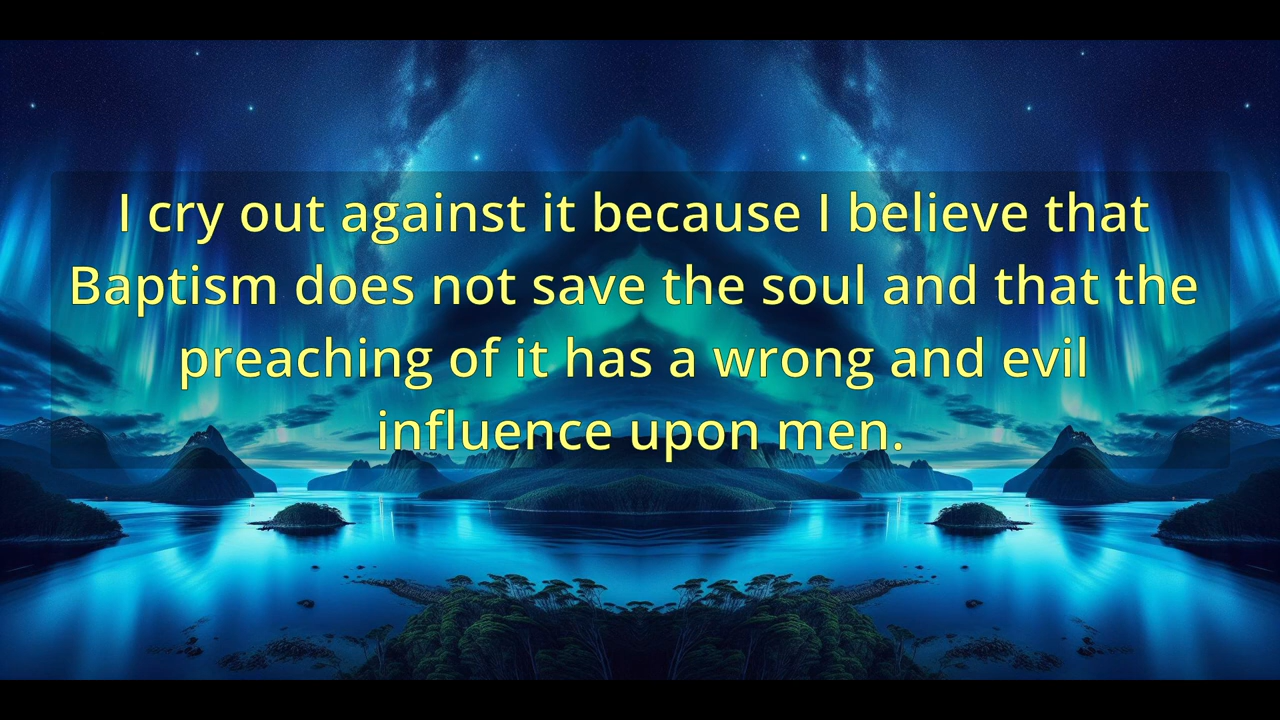 I cry out against it because I believe that
Baptism does not save the soul and that the
preaching of it has a wrong and evil
influence upon men.